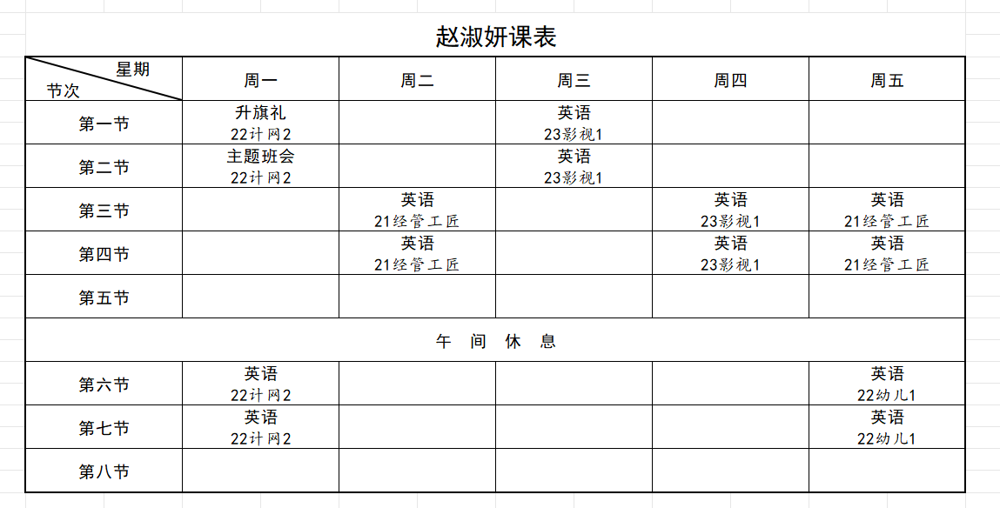 赵淑妍课表
星期
节次
周一 周二 周三 周四 周五
第一节
升旗礼
22计网2
英语
23影视1
第二节
主题班会
22计网2
英语
23影视1
第三节
英语
21经管工匠
英语
23影视1
英语
21经管工匠
第四节
英语
21经管工匠
英语
23影视1
英语
21经管工匠
第五节
午 间 休 息
第六节
英语
22计网2
英语
22幼儿1
第七节
英语
22计网2
英语
22幼儿1
第八节